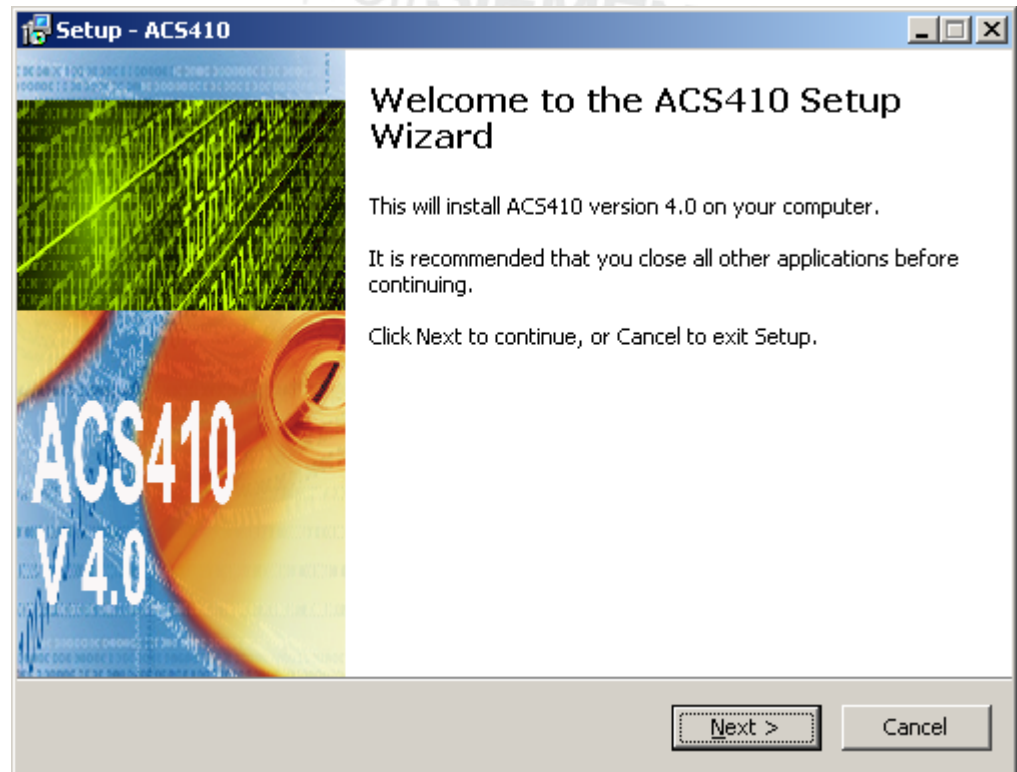 Setup - ACS410
Welcome to the ACS410 Setup
Wizard
This will install ACS410 version 4.0 on your computer.
It is recommended that you close all other applications before
continuing.
Click Next to continue, or Cancel to exit Setup.
ACS410
V 4.0
Next >
Cancel